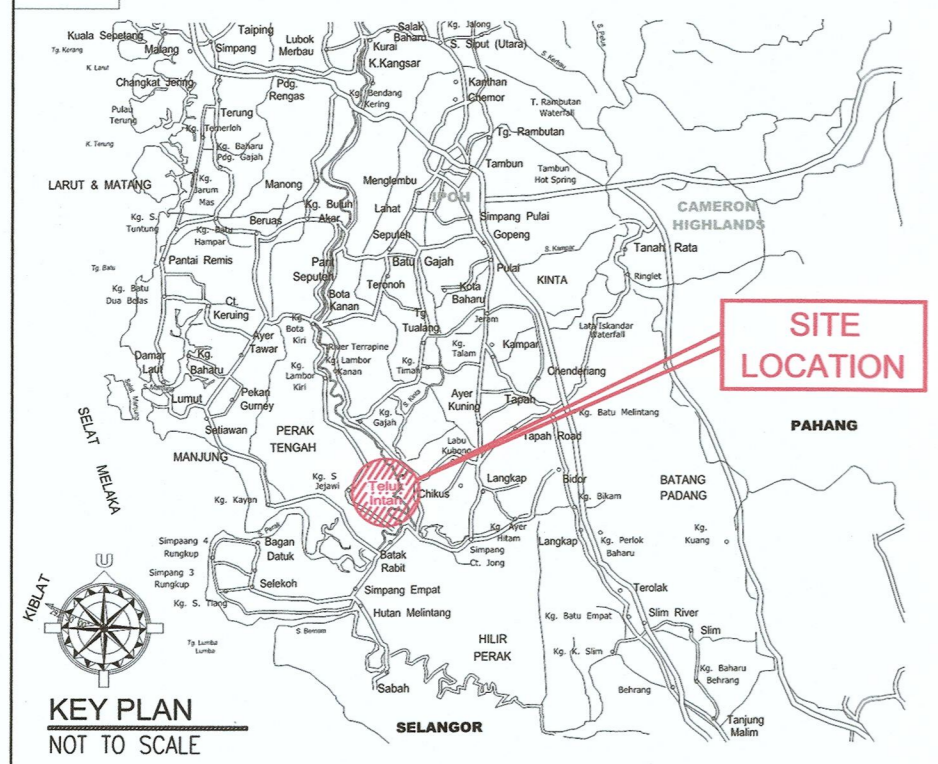 Kuala Sepetang
Taiping
Salak
Baharu
Kg. Jalong
Tg. Kerang
Malang
Simpang
Lubok
Merbau
Kurai
S. Siput (Utara)
K.Kangsar
K. Larut
Changkat Jering
Pdg.
Rengas
Kg. Bendang
Kering
Kanthan
Chemor
S. Kerbau
Pulau
Terung
Terung
Kg. Temerloh
T. Rambutan
Waterfall
K. Terung
Kg. Baharu
Pdg. Gajah
Tg. Rambutan
Tambun
Tambun
Hot Spring
LARUT & MATANG
Kg.
Jarum
Mas
Manong
Menglembu
IPOH
CAMERON
HIGHLANDS
Kg. S.
Tuntung
Beruas
Kg. Buluh
Akar
Lahat
Simpang Pulai
Kg. Batu
Hampar
Seputeh
Gopeng
S. Kampar
Tanah Rata
Pantai Remis
Tg. Batu
Parit
Seputeh
Batu Gajah
Pulai
KINTA
Ringlet
Kg. Batu
Dua Belas
Ct.
Keruing
Bota
Kanan
Teronoh
Kota
Baharu
Kg.
Bota
Kiri
Tg.
Tualang
Jeram
SITE
LOCATION
Ayer
Tawar
Lata Iskandar
Waterfall
Damar
Laut
Kg.
Baharu
River Terrapine
Kg. Lambor
Kanan
Kg.
Talam
Kampar
Kg.
Lambor
Kiri
Kg.
Timah
Chenderiang
Lumut
Pekan
Gurney
S. Kinta
Ayer
Kuning
Tapah
Kg. Batu Melintang
SELAT MELAKA
Setiawan
Kg.
Gajah
PAHANG
PERAK
TENGAH
Labu
Kubong
Tapah Road
MANJUNG
Kg. S
Jejawi
Teluk
Intan
Chikus
Langkap
Bidor
BATANG
PADANG
Kg. Kayan
Kg. Bikam
S. Perak
Kg. Ayer
Hitam
Kg.
Kuang
Simpaang 4
Rungkup
Bagan
Datuk
Batak
Rabit
Simpang
Ct. Jong
Langkap
Kg. Perlok
Baharu
U
Simpang 3
Rungkup
Selekoh
Simpang Empat
Terolak
KIBLAT
Kg. S. Tiang
Hutan Melintang
Kg. Batu Empat
Slim River
Slim
S. Bernam
Tg. Lumba
Lumba
HILIR
PERAK
Kg. K. Slim
Kg. Baharu
Behrang
Sabah
Behrang
KEY PLAN
NOT TO SCALE
SELANGOR
Tanjung
Malim